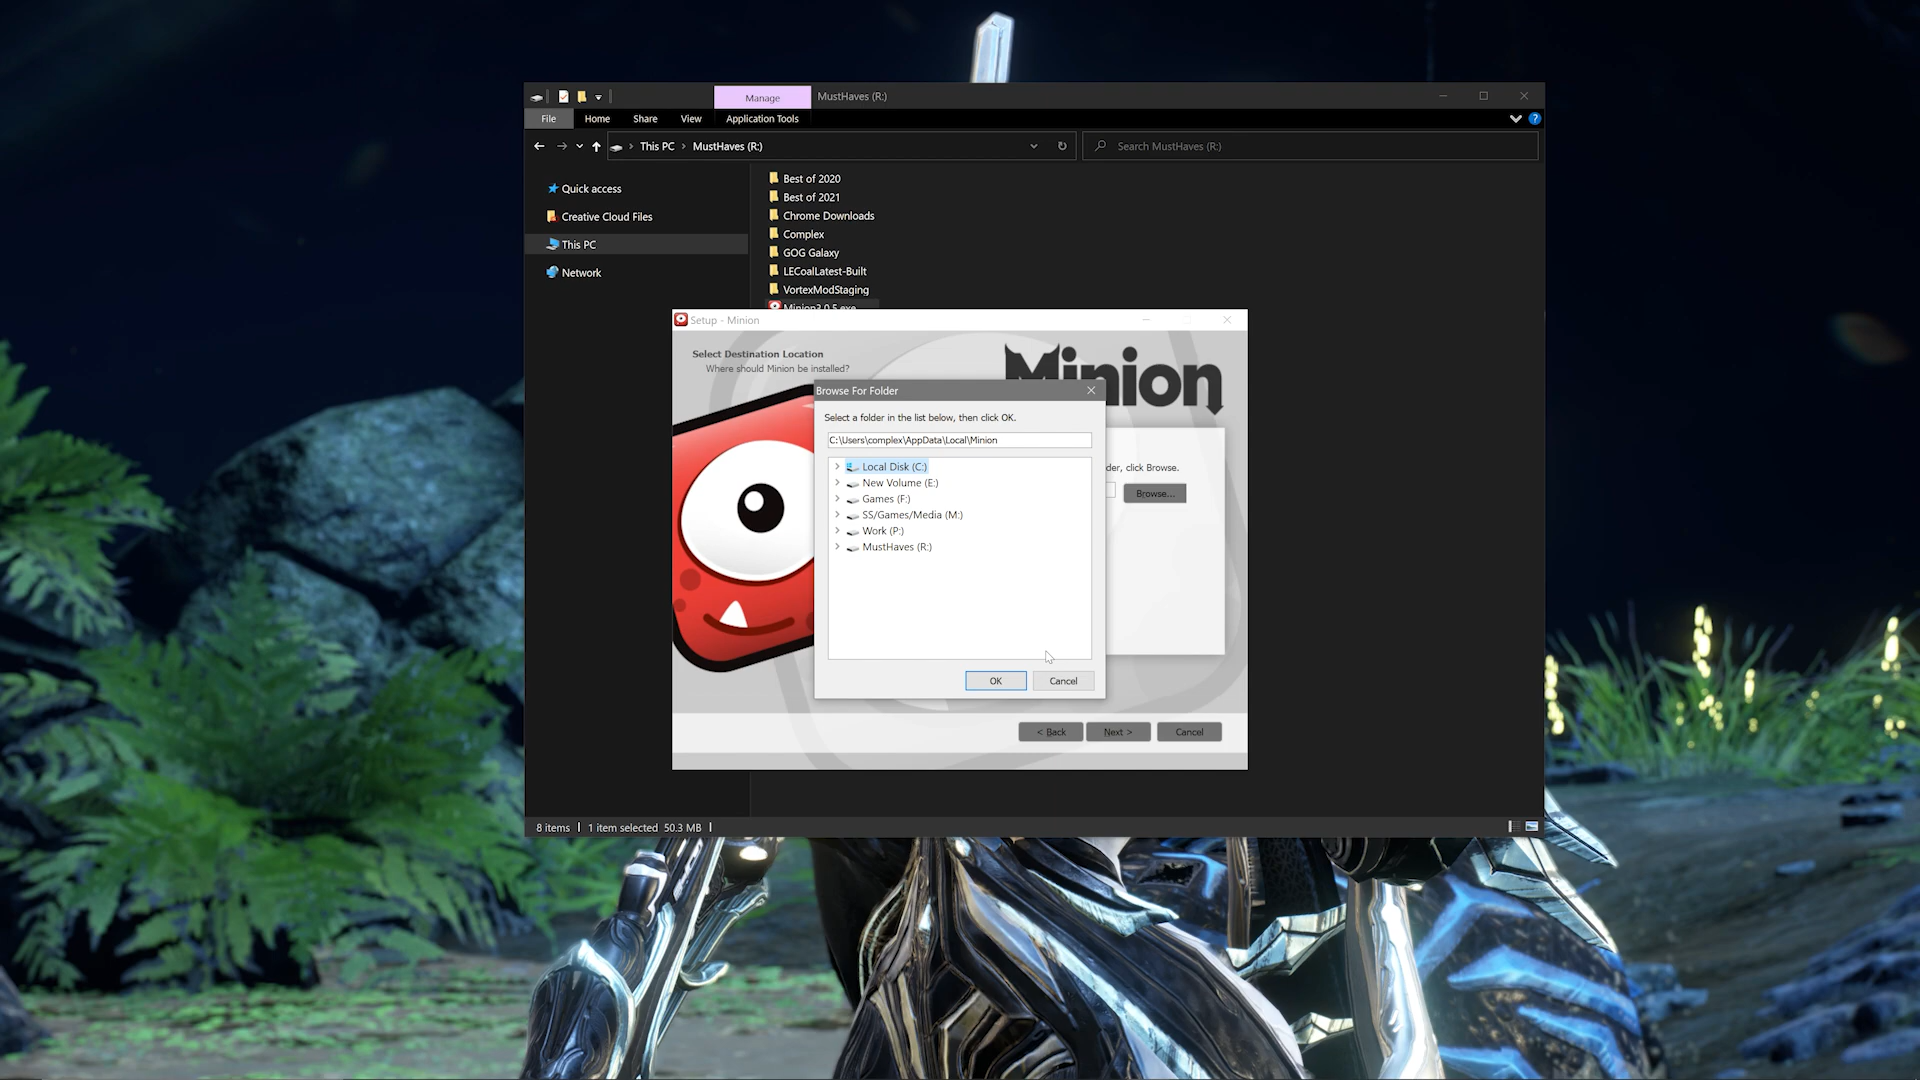 Manage
MustHaves (R:)
File
Home
Share
View
Application Tools
This PC
MustHaves (R:)
Search MustHaves (R:)
Quick access
Creative Cloud Files
This PC
Network
Best of 2020
Best of 2021
Chrome Downloads
Complex
GOG Galaxy
LECoalLatest-Built
VortexModStaging
Minion3.0.5.exe
Setup - Minion
Select Destination Location
Where should Minion be installed?
Minion
Browse For Folder
Select a folder in the list below, then click OK.
C:\Users\complex\AppData\Local\Minion
Local Disk (C:)
New Volume (E:)
Games (F:)
SS/Games/Media (M:)
Work (P:)
MustHaves (R:)
OK
Cancel
der, click Browse.
Browse...
< Back
Next >
Cancel
8 items
1 item selected 50.3 MB